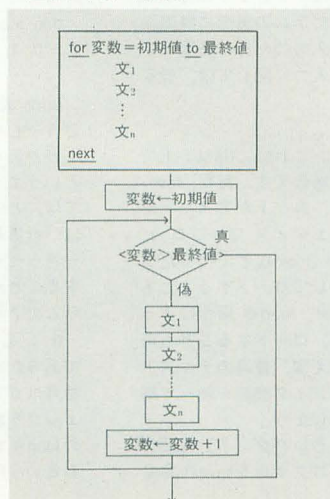 for 変数＝初期値 to 最終値
文1
文2
⋮
文n
next
変数←初期値
<変数＞最終値>
真
偽
文1
文2
文n
変数←変数＋1